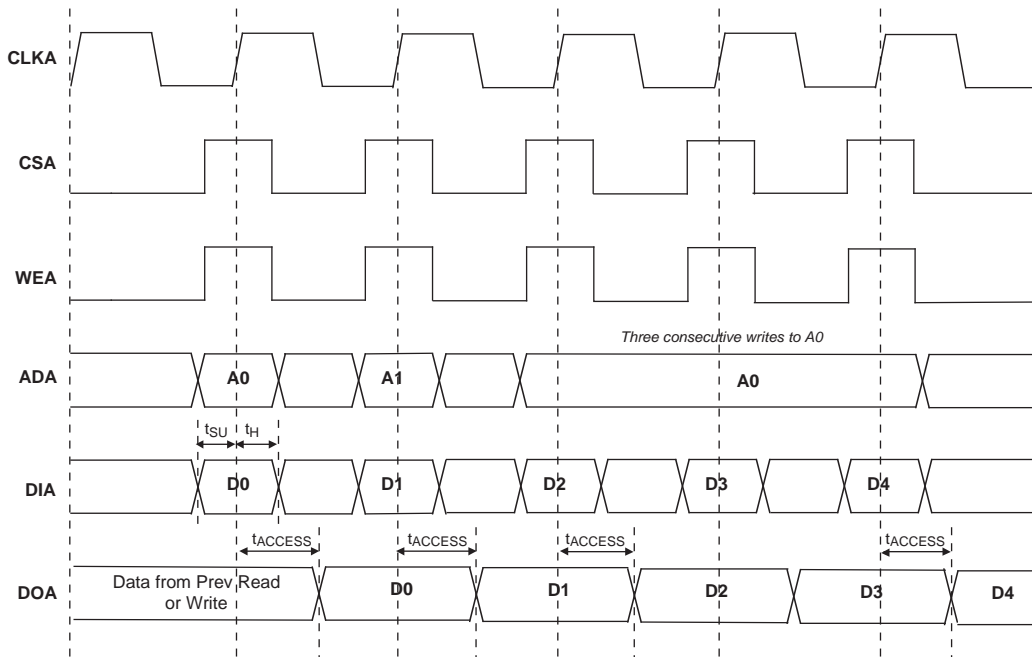 CLKA
CSA
WEA
Three consecutive writes to A0
ADA A0 A1 A0
tSU tH
DIA D0 D1 D2 D3 D4
tACCESS tACCESS tACCESS tACCESS
DOA Data from Prev Read D0 D1 D2 D3 D4
or Write